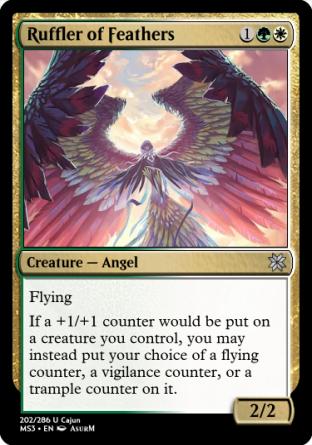 Ruffler of Feathers 1
Creature — Angel
Flying
If a +1/+1 counter would be put on
a creature you control, you may
instead put your choice of a flying
counter, a vigilance counter, or a
trample counter on it.
2/2
202/286 U Cajun
MS3 • EN AsurM